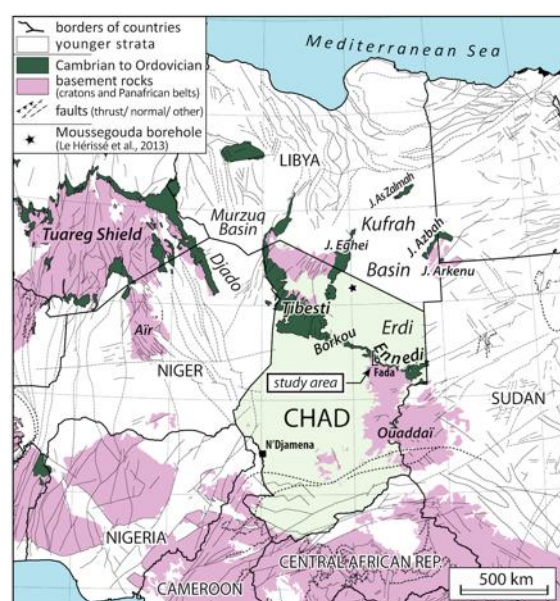 borders of countries
younger strata
Cambrian to Ordovician
basement rocks
(cratons and Panafrican belts)
faults (thrust/ normal/ other)
Moussegouda borehole
(Le Hérissé et al., 2013)
Mediterranean Sea
LIBYA
J. As Zalmah
Murzuq
Basin
Kufrah
Basin
J. Azbah
Tuareg Shield
J. Eghei
J. Arkenu
Djado
Tibesti
Erdi
Aïr
Borkou
Ennedi
NIGER
Fada
study area
SUDAN
CHAD
Ouaddaï
N'Djamena
NIGERIA
CENTRAL AFRICAN REP.
CAMEROON
500 km